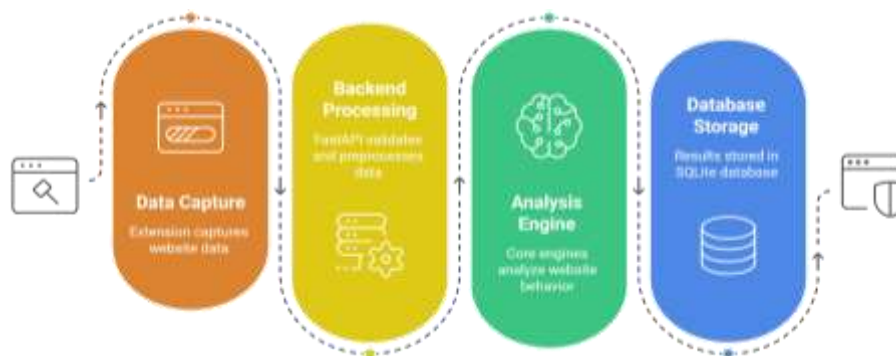 Data Capture
Extension captures
website data
Backend
Processing
FastAPI validates
and preprocesses
data
Analysis
Engine
Core engines
analyze website
behavior
Database
Storage
Results stored in
SQLite database